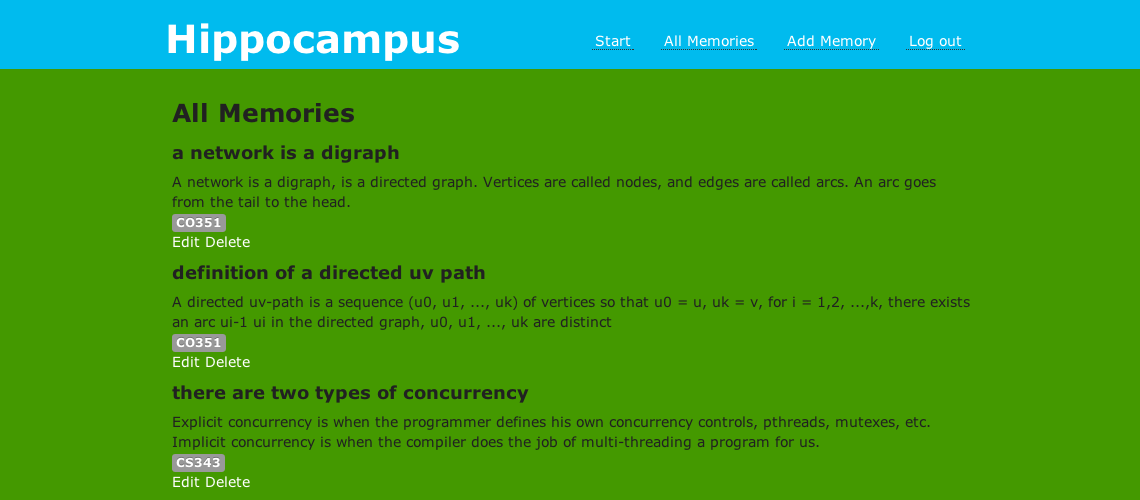 Hippocampus
Start All Memories Add Memory Log out
All Memories
a network is a digraph
A network is a digraph, is a directed graph. Vertices are called nodes, and edges are called arcs. An arc goes
from the tail to the head.
CO351
Edit Delete
definition of a directed uv path
A directed uv-path is a sequence (u0, u1, ..., uk) of vertices so that u0 = u, uk = v, for i = 1,2, ...,k, there exists
an arc ui-1 ui in the directed graph, u0, u1, ..., uk are distinct
CO351
Edit Delete
there are two types of concurrency
Explicit concurrency is when the programmer defines his own concurrency controls, pthreads, mutexes, etc.
Implicit concurrency is when the compiler does the job of multi-threading a program for us.
CS343
Edit Delete